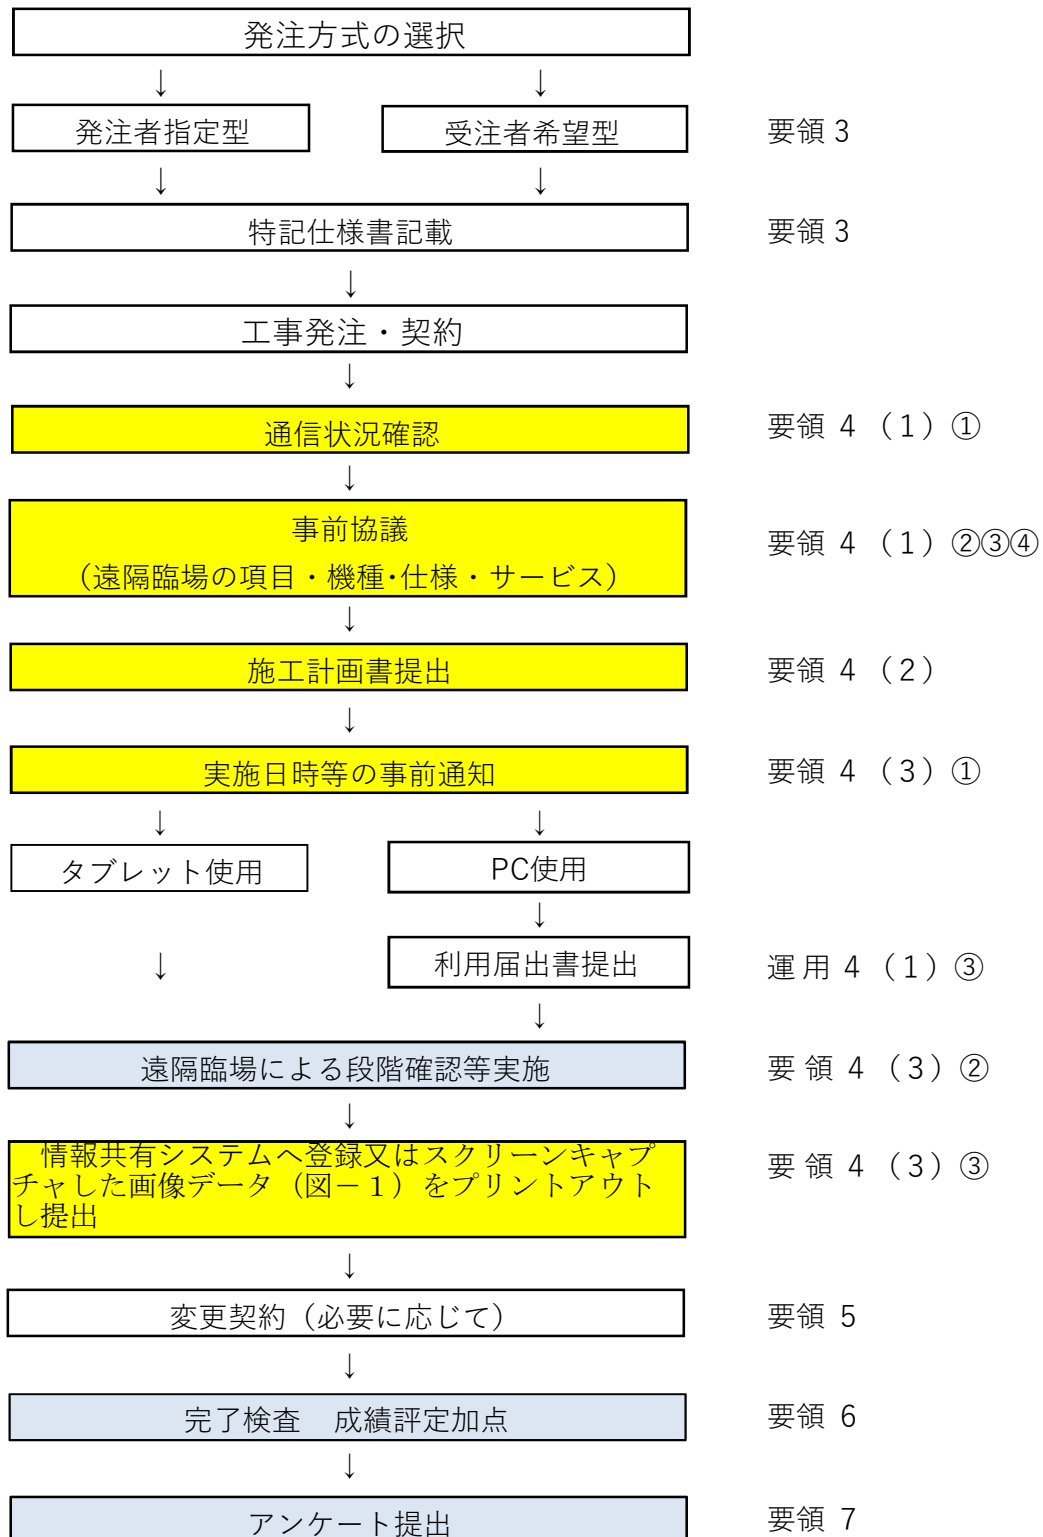 発注方式の選択
↓ ↓
発注者指定型 受注者希望型 要領 3
↓ ↓
特記仕様書記載 要領 3
↓
工事発注・契約
↓
通信状況確認 要領 4 （1）①
↓
事前協議
（遠隔臨場の項目・機種･仕様・サービス） 要領 4 （1）②③④
↓
施工計画書提出 要領 4 （2）
↓
実施日時等の事前通知 要領 4 （3）①
↓ ↓
タブレット使用 PC使用
↓
↓ 利用届出書提出 運用 4 （1）③
↓
遠隔臨場による段階確認等実施 要領 4 （3）②
↓
情報共有システムへ登録又はスクリーンキャプ
チャした画像データ（図－１）をプリントアウト 要領 4 （3）③
し提出
↓
変更契約（必要に応じて） 要領 5
↓
完了検査　成績評定加点 要領 6
↓
アンケート提出 要領 7